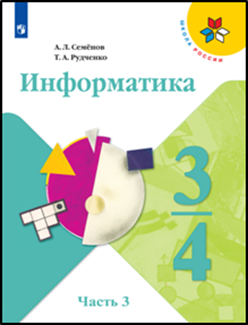 ШКОЛА РОССИИ
А. Л. Семёнов
Т. А. Рудченко
Информатика
3/4
Часть 3